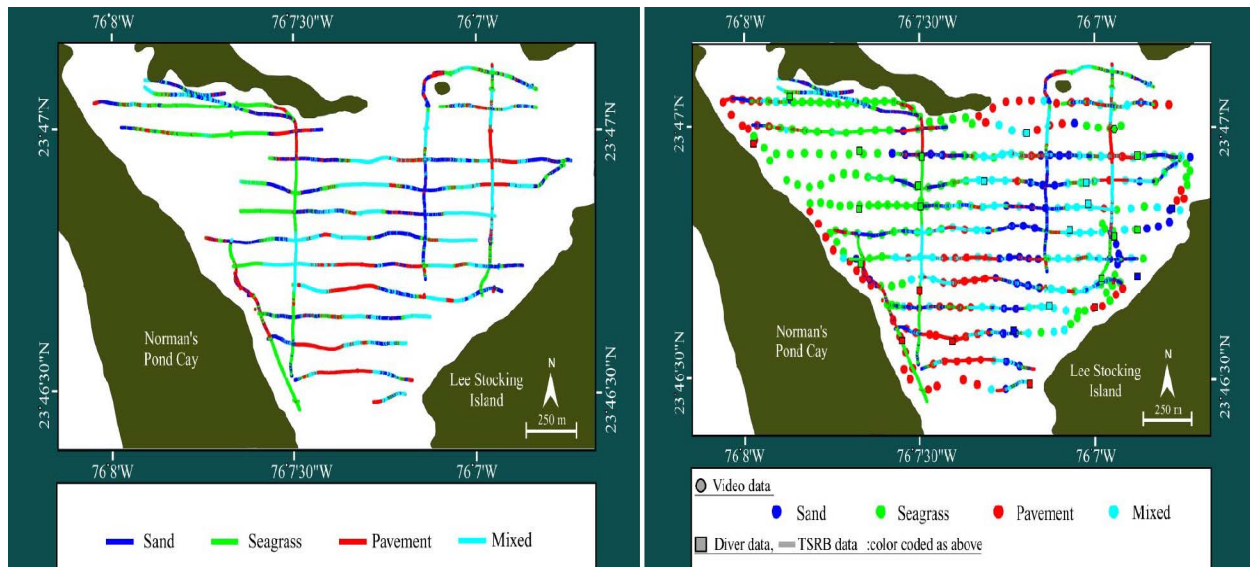 76°8'W 76°7'30"W 76°7'W
23°47'N
23°47'N
Norman's
Pond Cay
Lee Stocking
Island
N
250 m
23°46'30"N
23°46'30"N
76°8'W 76°7'30"W 76°7'W
Sand Seagrass Pavement Mixed
76°8'W 76°7'30"W 76°7'W
23°47'N
23°47'N
Norman's
Pond Cay
Lee Stocking
Island
N
250 m
23°46'30"N
23°46'30"N
76°8'W 76°7'30"W 76°7'W
Video data
Sand Seagrass Pavement Mixed
Diver data, TSRB data :color coded as above